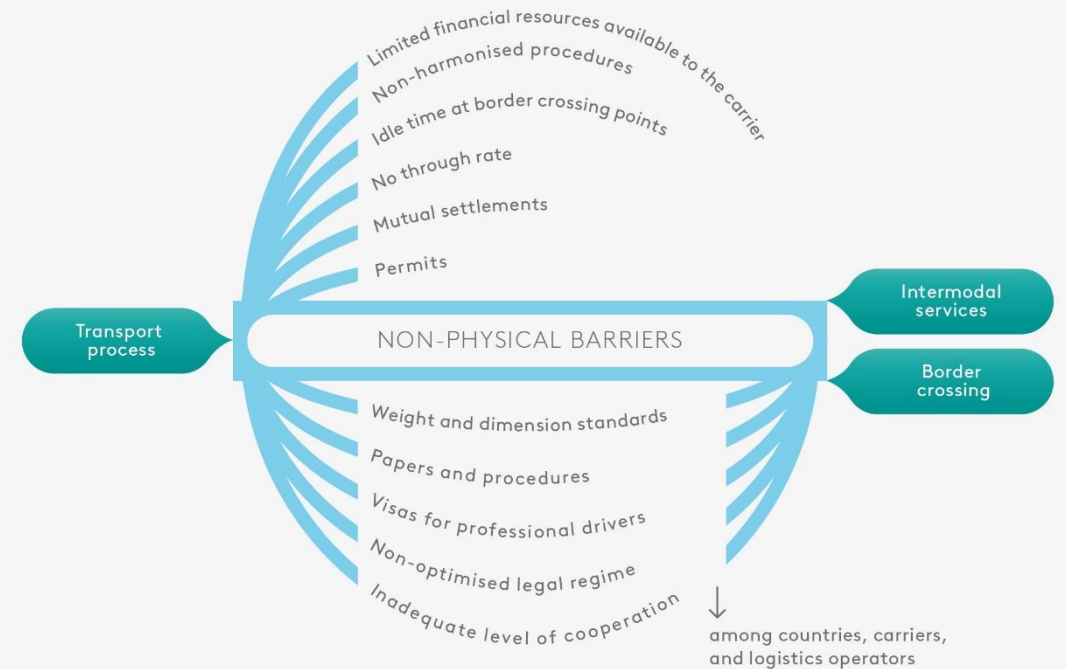 Limited financial resources available to the carrier
Non-harmonised procedures
Idle time at border crossing points
No through rate
Mutual settlements
Permits
Transport
process
NON-PHYSICAL BARRIERS
Intermodal
services
Border
crossing
Weight and dimension standards
Papers and procedures
Visas for professional drivers
Non-optimised legal regime
Inadequate level of cooperation
among countries, carriers,
and logistics operators